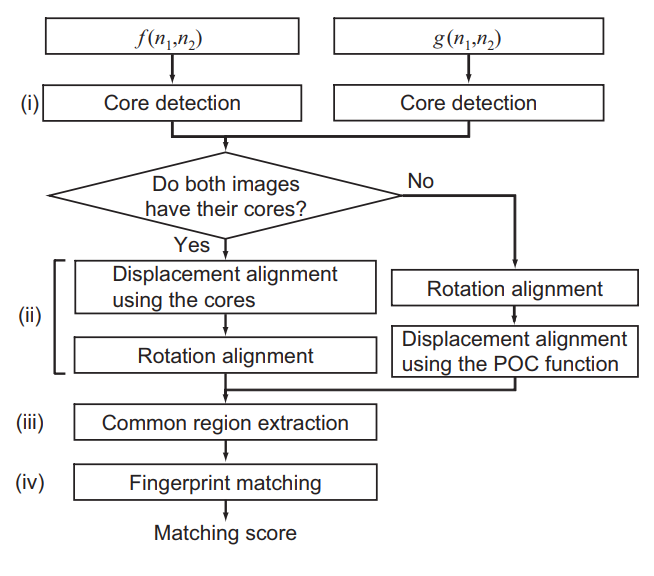 f(n₁,n₂)
g(n₁,n₂)
(i)
Core detection
Core detection
Do both images
have their cores?
No
Yes
(ii)
Displacement alignment
using the cores
Rotation alignment
Rotation alignment
Displacement alignment
using the POC function
(iii)
Common region extraction
(iv)
Fingerprint matching
Matching score